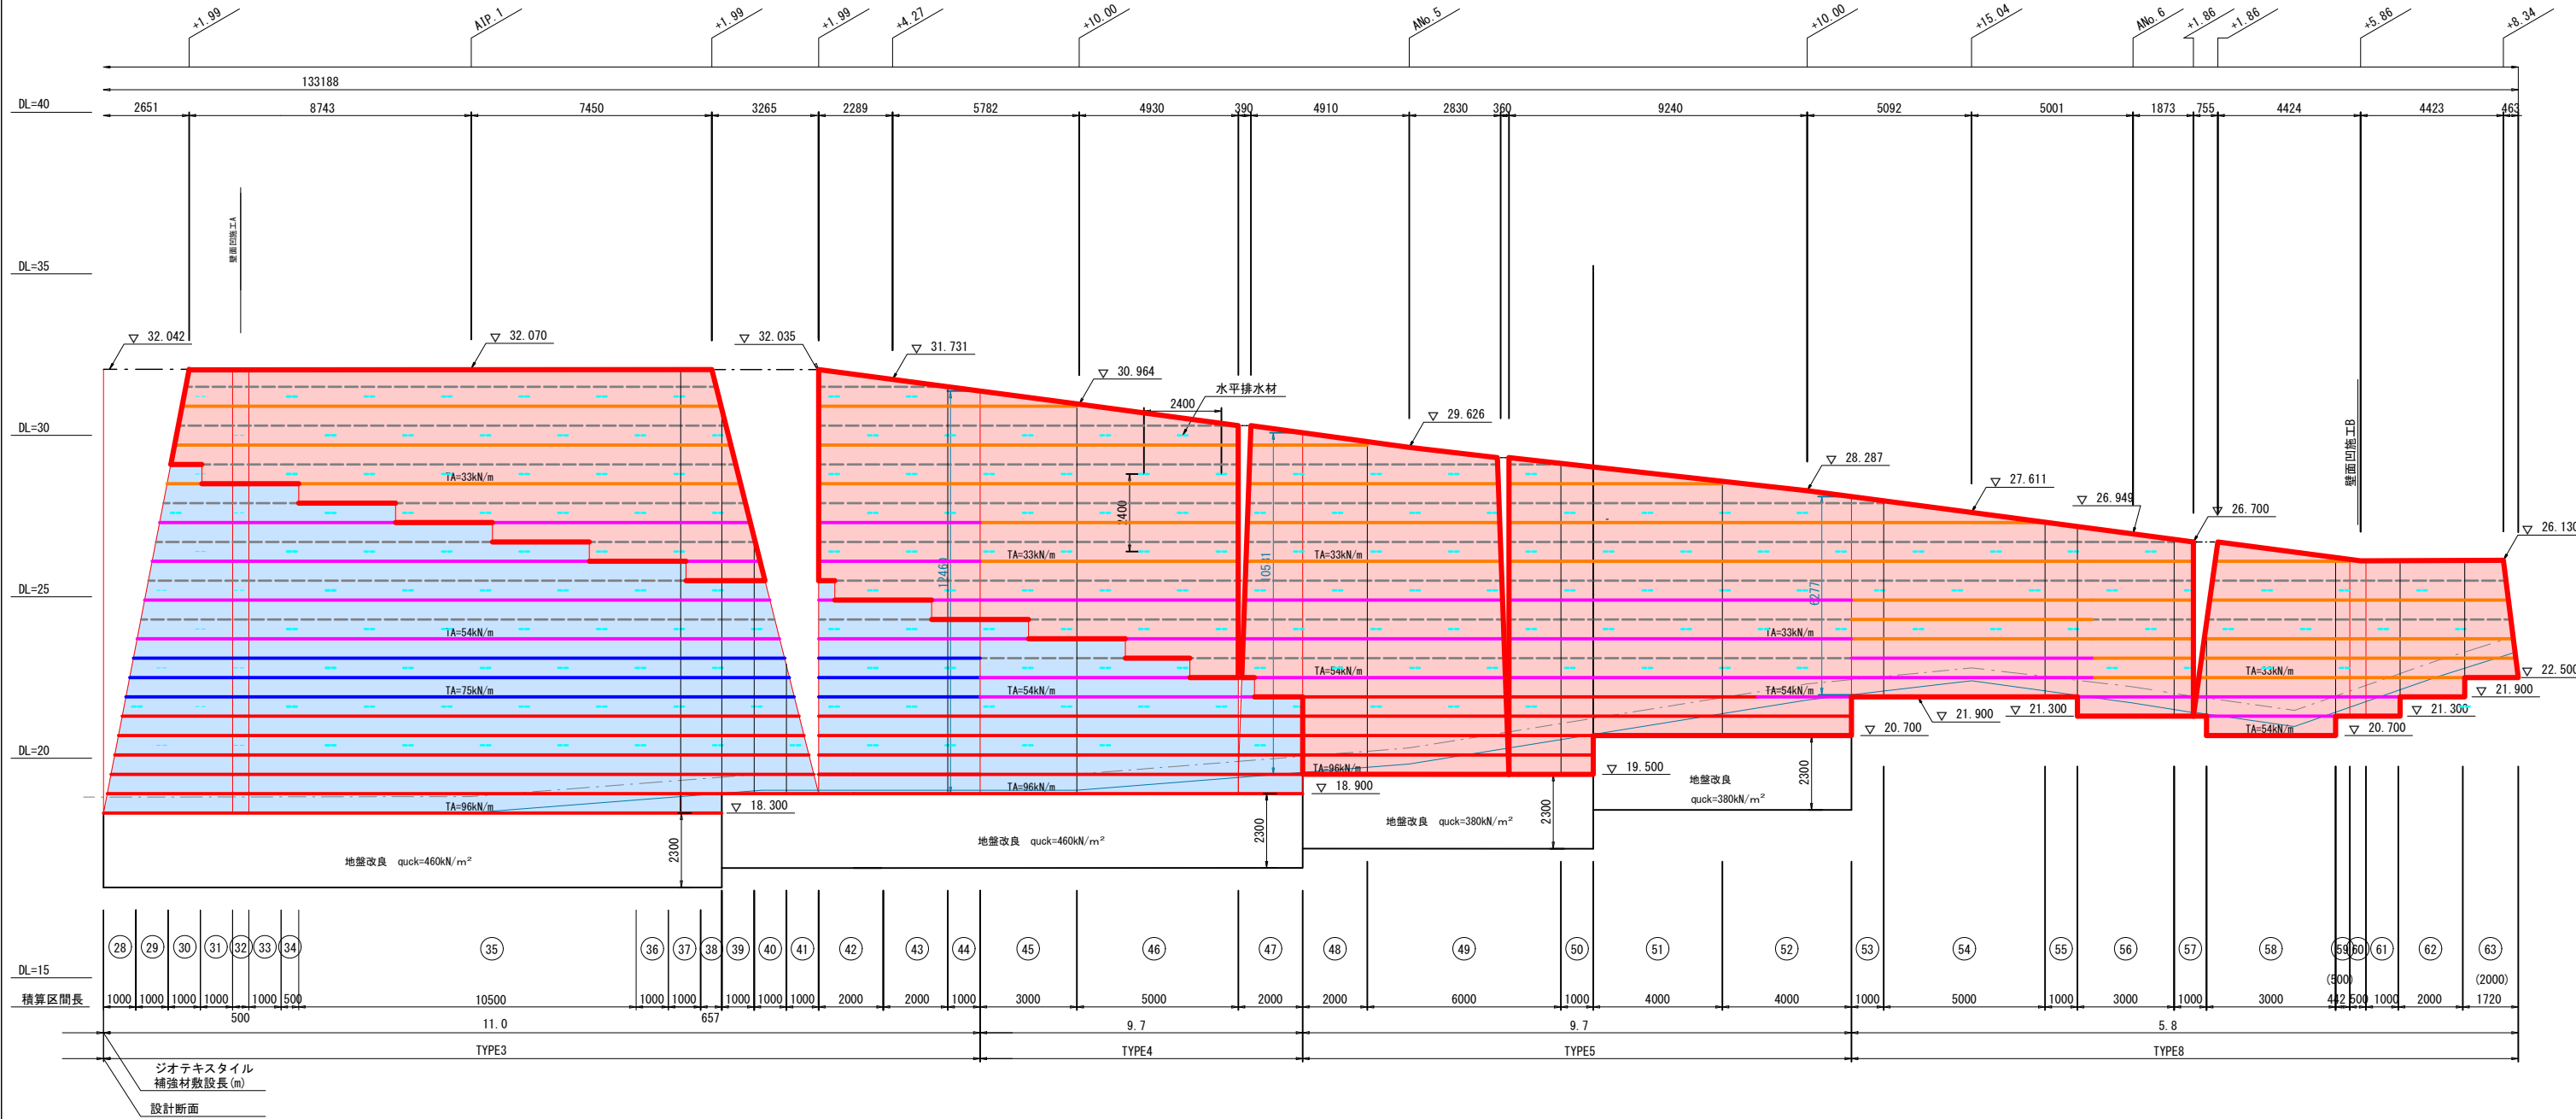 +1.99 AIP.1 +1.99 +1.99 +4.27 +10.00 ANo.5 +10.00 +15.04 ANo.6 +1.86 +1.86 +5.86 +8.34
133188
DL=40
2651 8743 7450 3265 2289 5782 4930 390 4910 2830 360 9240 5092 5001 1873 755 4424 4423 463
壁面凹施工A
DL=35
▽ 32.042
▽ 32.070
▽ 32.035
▽ 31.731
▽ 30.964
水平排水材
2400
2400
▽ 29.626
▽ 28.287
▽ 27.611
▽ 26.949
▽ 26.700
▽ 26.130
壁面凹施工B
DL=30
TA=33kN/m
TA=33kN/m
TA=33kN/m
12460
6277
DL=25
TA=54kN/m
TA=33kN/m
TA=75kN/m
TA=54kN/m
TA=54kN/m
TA=54kN/m
TA=33kN/m
▽ 22.500
▽ 21.900
▽ 21.300
▽ 20.700
TA=54kN/m
▽ 21.300
▽ 21.900
▽ 20.700
DL=20
TA=96kN/m
TA=96kN/m
TA=96kN/m
▽ 19.500
▽ 18.900
▽ 18.300
地盤改良
quck=380kN/m²
2300
地盤改良 quck=380kN/m²
2300
地盤改良 quck=460kN/m²
2300
地盤改良 quck=460kN/m²
2300
28 29 30 31 32 33 34 35 36 37 38 39 40 41 42 43 44 45 46 47 48 49 50 51 52 53 54 55 56 57 58 59 60 61 62 63
DL=15
(500) (2000)
積算区間長 1000 1000 1000 1000 1000 500 10500 1000 1000 1000 1000 1000 2000 2000 1000 3000 5000 2000 2000 6000 1000 4000 4000 1000 5000 1000 3000 1000 3000 442 500 1000 2000 1720
500 657
11.0 9.7 9.7 5.8
TYPE3 TYPE4 TYPE5 TYPE8
ジオテキスタイル
補強材敷設長(m)
設計断面